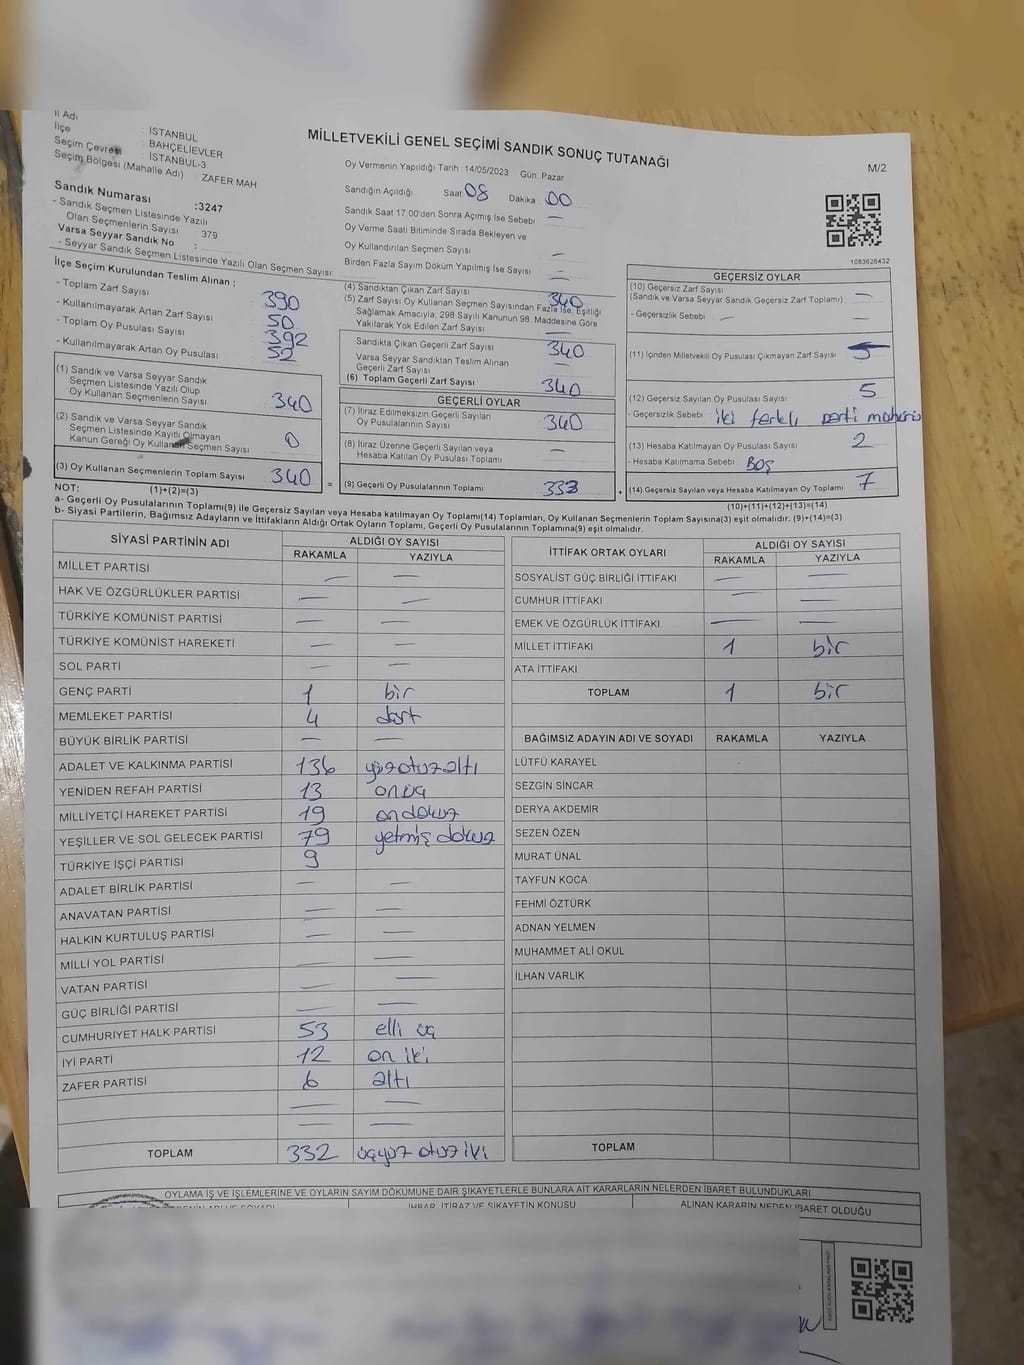 MİLLETVEKİLİ GENEL SEÇİMİ SANDIK SONUÇ TUTANAĞI
M/2
İl Adı : İSTANBUL
İlçe : BAHÇELİEVLER
Seçim Çevresi : İSTANBUL-3
Seçim Bölgesi (Mahalle Adı) : ZAFER MAH
Sandık Numarası :3247
- Sandık Seçmen Listesinde Yazılı
Olan Seçmenlerin Sayısı : 379
Varsa Seyyar Sandık No :
- Seyyar Sandık Seçmen Listesinde Yazılı Olan Seçmen Sayısı:
Oy Vermenin Yapıldığı Tarih :14/05/2023 Gün: Pazar
Sandığın Açıldığı Saat 08 Dakika 00
Sandık Saat 17:00'den Sonra Açımış İse Sebebi —
Oy Verme Saati Bitiminde Sırada Bekleyen ve
Oy Kullandırılan Seçmen Sayısı —
Birden Fazla Sayım Döküm Yapılmış İse Sayısı —
1083626432
İlçe Seçim Kurulundan Teslim Alınan ;
- Toplam Zarf Sayısı 390
- Kullanılmayarak Artan Zarf Sayısı 50
- Toplam Oy Pusulası Sayısı 392
- Kullanılmayarak Artan Oy Pusulası 52
(1) Sandık ve Varsa Seyyar Sandık
Seçmen Listesinde Yazılı Olup
Oy Kullanan Seçmenlerin Sayısı 340
(2) Sandık ve Varsa Seyyar Sandık
Seçmen Listesinde Kayıtlı Olmayan
Kanun Gereği Oy Kullanan Seçmen Sayısı 0
(3) Oy Kullanan Seçmenlerin Toplam Sayısı 340 =
(4) Sandıktan Çıkan Zarf Sayısı 340
(5) Zarf Sayısı Oy Kullanan Seçmen Sayısından Fazla İse, Eşitliği
Sağlamak Amacıyla, 298 Sayılı Kanunun 98. Maddesine Göre
Yakılarak Yok Edilen Zarf Sayısı —
Sandıkta Çıkan Geçerli Zarf Sayısı 340
Varsa Seyyar Sandıktan Teslim Alınan
Geçerli Zarf Sayısı —
(6) Toplam Geçerli Zarf Sayısı 340
GEÇERLİ OYLAR
(7) İtiraz Edilmeksizin Geçerli Sayılan
Oy Pusulalarının Sayısı 340
(8) İtiraz Üzerine Geçerli Sayılan veya
Hesaba Katılan Oy Pusulası Toplamı —
(9) Geçerli Oy Pusulalarının Toplamı 333 +
GEÇERSİZ OYLAR
(10) Geçersiz Zarf Sayısı
(Sandık ve Varsa Seyyar Sandık Geçersiz Zarf Toplamı) —
- Geçersizlik Sebebi —
(11) İçinden Milletvekili Oy Pusulası Çıkmayan Zarf Sayısı
(12) Geçersiz Sayılan Oy Pusulası Sayısı 5
- Geçersizlik Sebebi iki farklı parti mühürü
(13) Hesaba Katılmayan Oy Pusulası Sayısı 2
- Hesaba Katılmama Sebebi Boş
(14) Geçersiz Sayılan veya Hesaba Katılmayan Oy Toplamı 7
NOT: (1)+(2)=(3)
(10)+(11)+(12)+(13)=(14)
a- Geçerli Oy Pusulalarının Toplamı(9) ile Geçersiz Sayılan veya Hesaba Katılmayan Oy Toplamı(14) Toplamları, Oy Kullanan Seçmenlerin Toplam Sayısına(3) eşit olmalıdır. (9)+(14)=(3)
b- Siyasi Partilerin, Bağımsız Adayların ve İttifakların Aldığı Ortak Oyların Toplamı, Geçerli Oy Pusulalarının Toplamına(9) eşit olmalıdır.
SİYASİ PARTİNİN ADI ALDIĞI OY SAYISI
RAKAMLA YAZIYLA
MİLLET PARTİSİ — —
HAK VE ÖZGÜRLÜKLER PARTİSİ — —
TÜRKİYE KOMÜNİST PARTİSİ — —
TÜRKİYE KOMÜNİST HAREKETİ — —
SOL PARTİ — —
GENÇ PARTİ 1 bir
MEMLEKET PARTİSİ 4 dört
BÜYÜK BİRLİK PARTİSİ — —
ADALET VE KALKINMA PARTİSİ 136 yüzotuzaltı
YENİDEN REFAH PARTİSİ 13 onüç
MİLLİYETÇİ HAREKET PARTİSİ 19 ondokuz
YEŞİLLER VE SOL GELECEK PARTİSİ 79 yetmiş dokuz
TÜRKİYE İŞÇİ PARTİSİ 9
ADALET BİRLİK PARTİSİ — —
ANAVATAN PARTİSİ — —
HALKIN KURTULUŞ PARTİSİ — —
MİLLİ YOL PARTİSİ — —
VATAN PARTİSİ — —
GÜÇ BİRLİĞİ PARTİSİ — —
CUMHURİYET HALK PARTİSİ 53 elli üç
İYİ PARTİ 12 on iki
ZAFER PARTİSİ 6 altı
— —
— —
TOPLAM 332 üçyüz otuz iki
İTTİFAK ORTAK OYLARI ALDIĞI OY SAYISI
RAKAMLA YAZIYLA
SOSYALİST GÜÇ BİRLİĞİ İTTİFAKI — —
CUMHUR İTTİFAKI — —
EMEK VE ÖZGÜRLÜK İTTİFAKI — —
MİLLET İTTİFAKI 1 bir
ATA İTTİFAKI
TOPLAM 1 bir
BAĞIMSIZ ADAYIN ADI VE SOYADI RAKAMLA YAZIYLA
LÜTFÜ KARAYEL
SEZGİN SİNCAR
DERYA AKDEMİR
SEZEN ÖZEN
MURAT ÜNAL
TAYFUN KOCA
FEHMİ ÖZTÜRK
ADNAN YELMEN
MUHAMMET ALİ OKUL
İLHAN VARLIK
TOPLAM
OYLAMA İŞ VE İŞLEMLERİNE VE OYLARIN SAYIM DÖKÜMUNE DAİR ŞİKAYETLERLE BUNLARA AİT KARARLARIN NELERDEN İBARET BULUNDUKLARI
İHBAR, İTİRAZ VE ŞİKAYETİN KONUSU ALINAN KARARIN NEDEN İBARET OLDUĞU